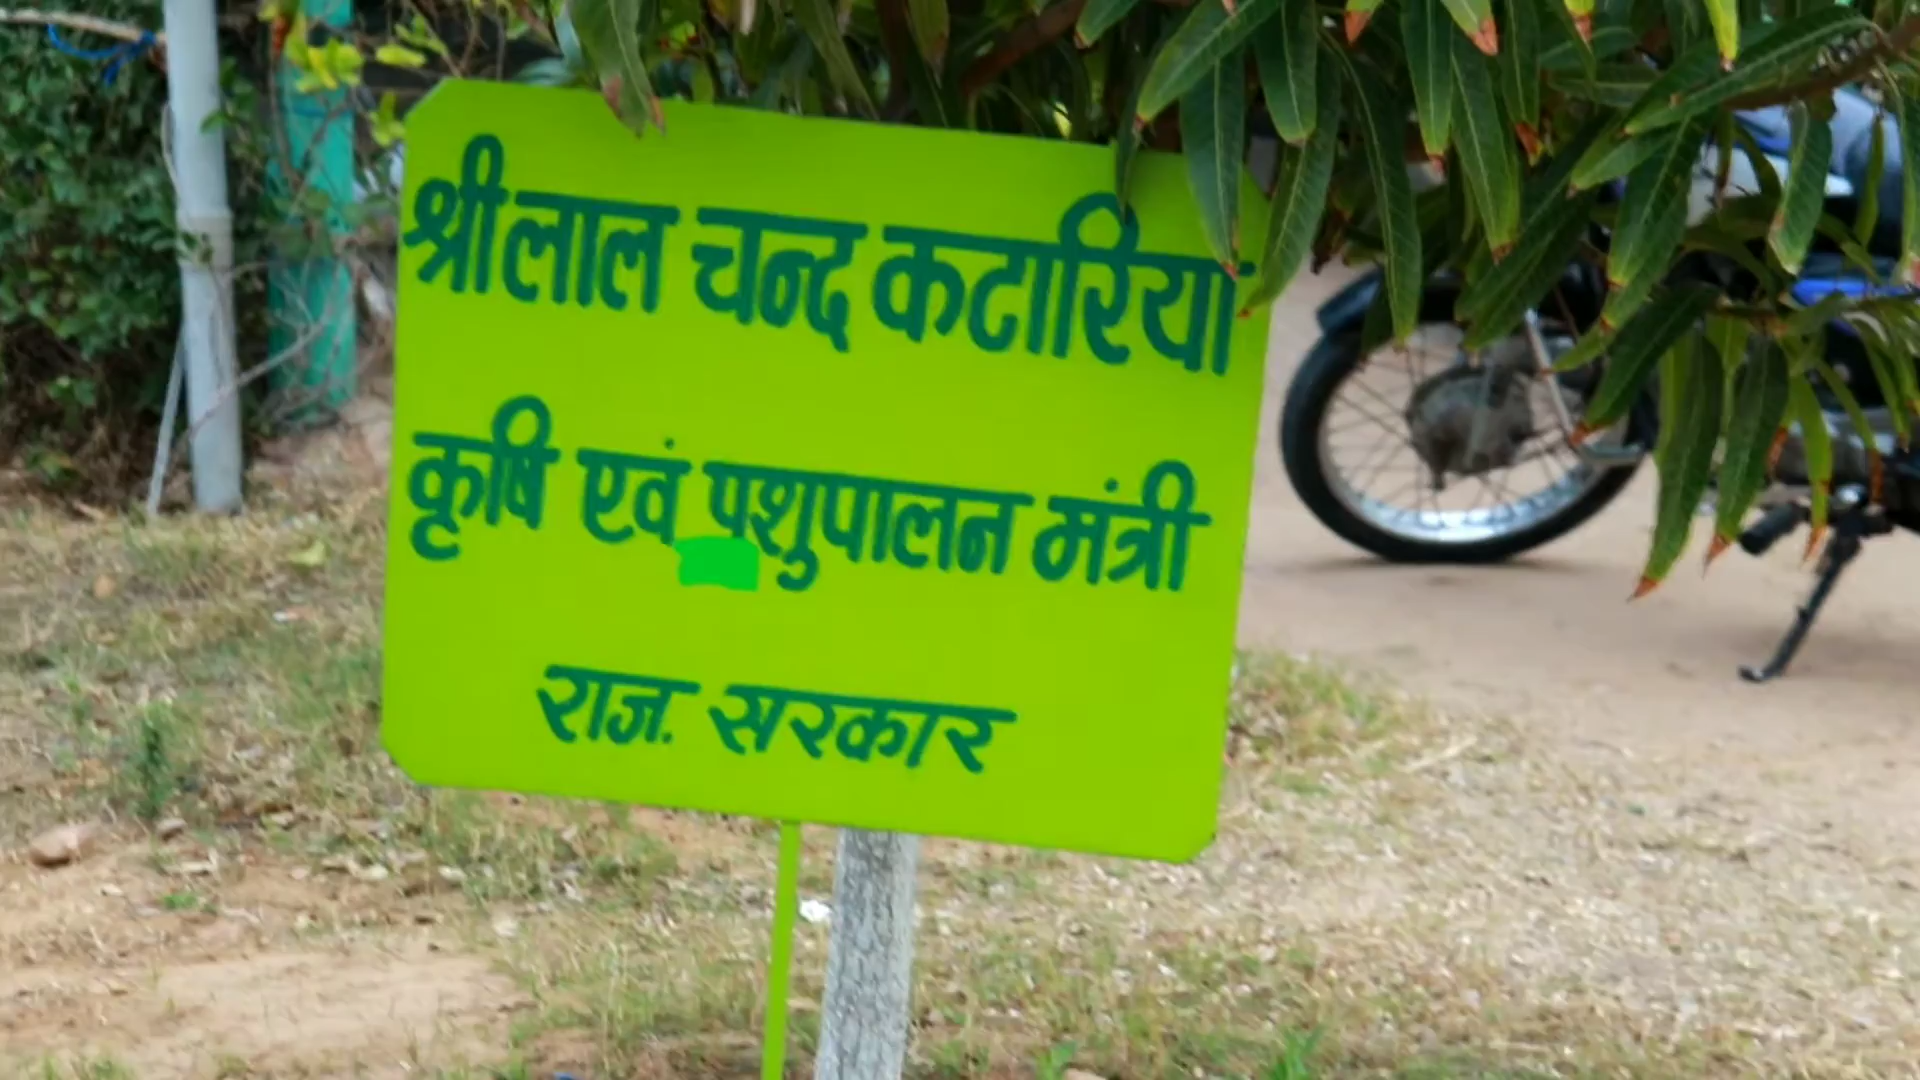 श्री लाल चन्द कटारिया
कृषि एवं पशुपालन मंत्री
राज. सरकार